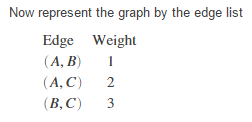 Now represent the graph by the edge list
Edge Weight
(A, B) 1
(A, C) 2
(B, C) 3